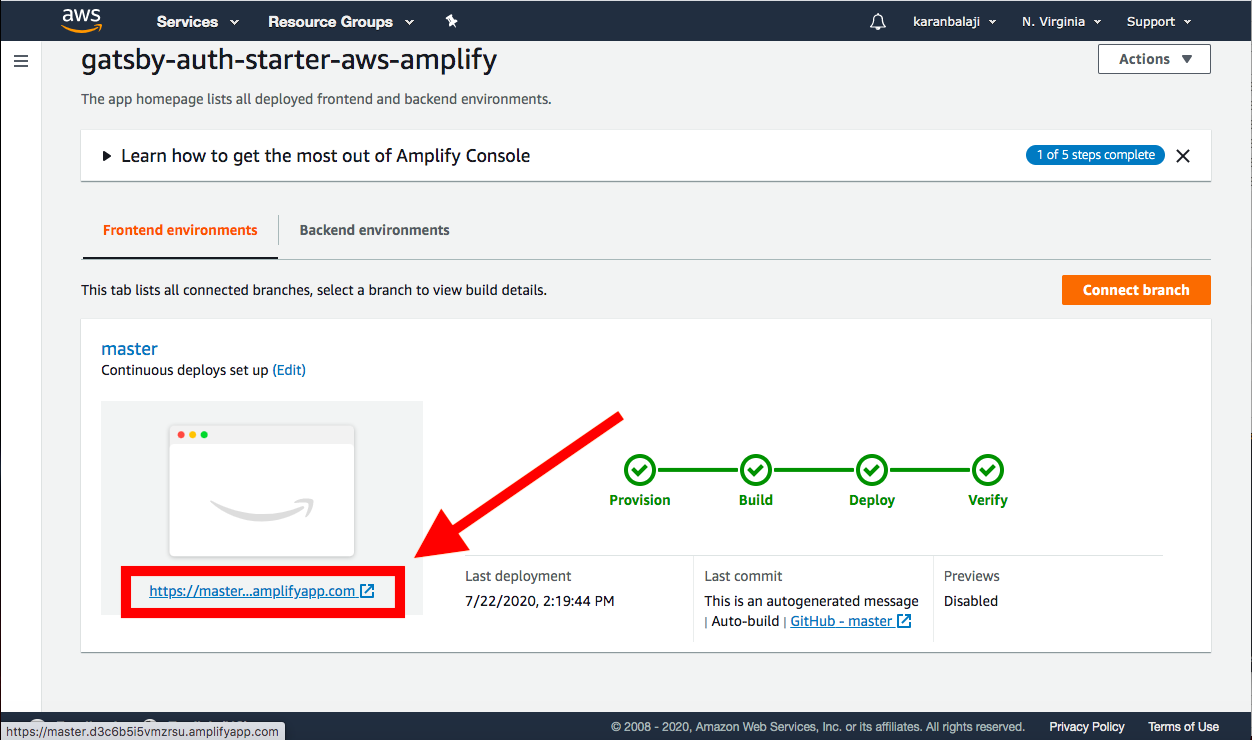 aws Services Resource Groups karanbalaji N. Virginia Support
gatsby-auth-starter-aws-amplify
Actions
The app homepage lists all deployed frontend and backend environments.
Learn how to get the most out of Amplify Console
1 of 5 steps complete
Frontend environments Backend environments
This tab lists all connected branches, select a branch to view build details.
Connect branch
master
Continuous deploys set up (Edit)
Provision Build Deploy Verify
https://master...amplifyapp.com
Last deployment
7/22/2020, 2:19:44 PM
Last commit
This is an autogenerated message
| Auto-build | GitHub - master
Previews
Disabled
© 2008 - 2020, Amazon Web Services, Inc. or its affiliates. All rights reserved. Privacy Policy Terms of Use
https://master.d3c6b5i5vmzrsu.amplifyapp.com